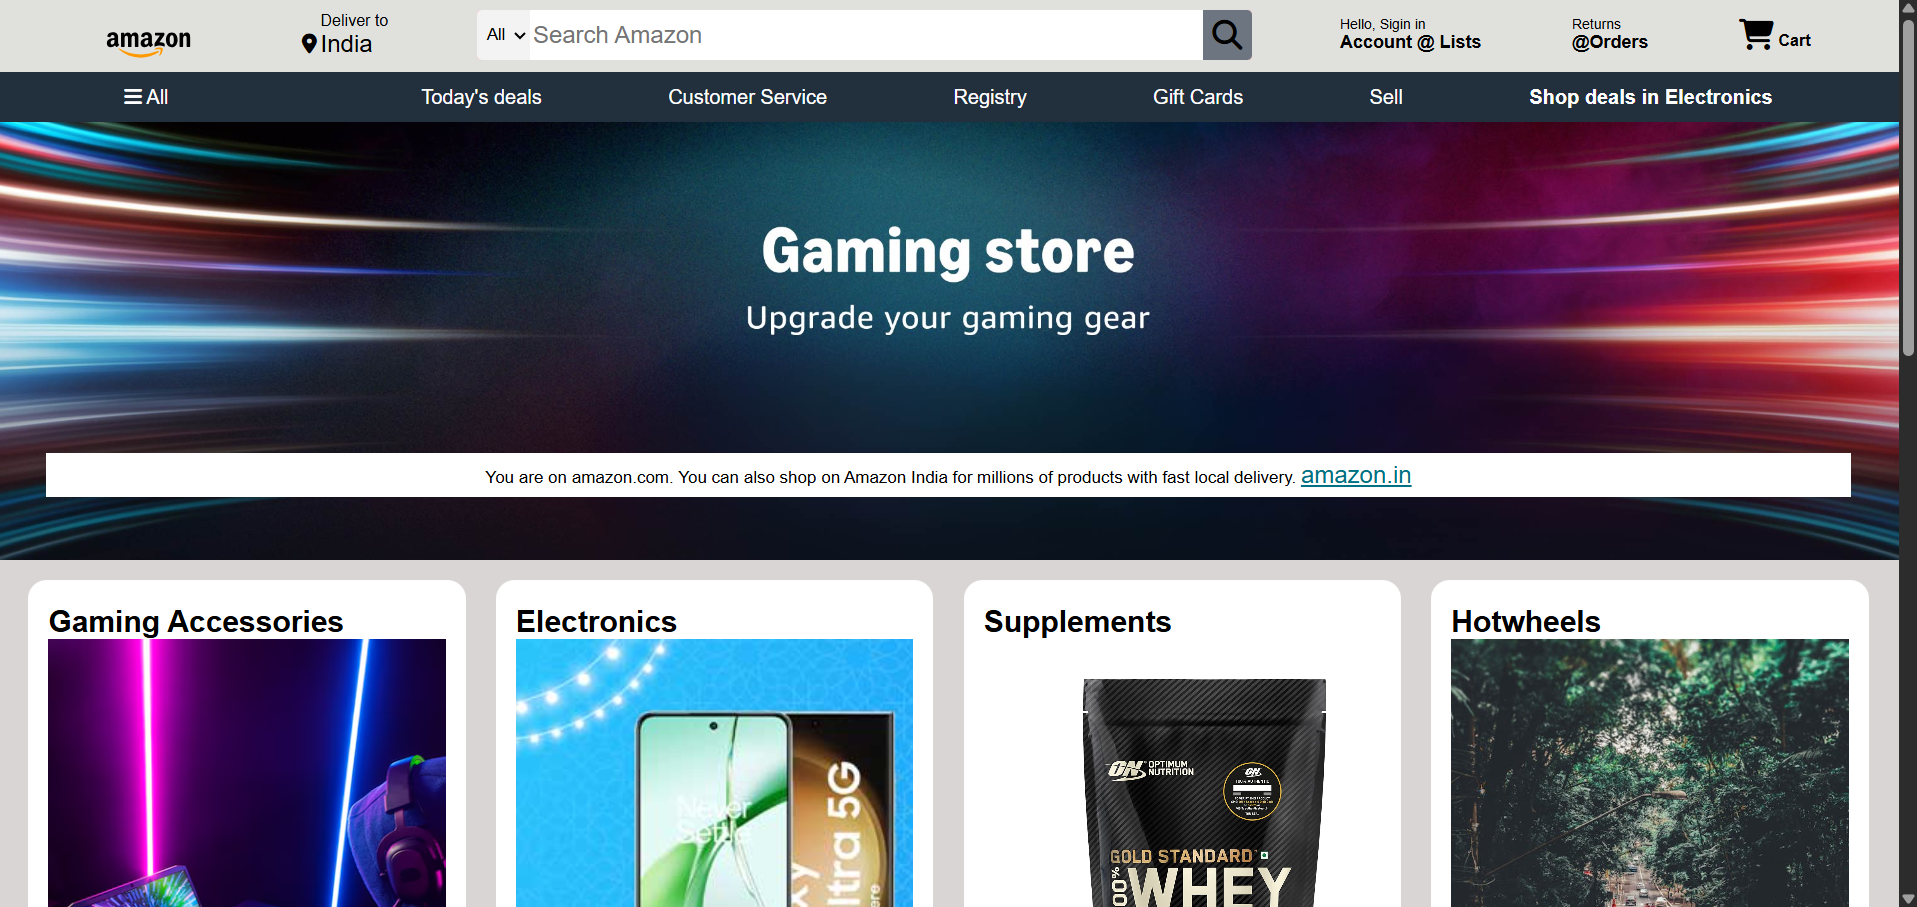 amazon
Deliver to
India
All
Search Amazon
Hello, Sigin in
Account @ Lists
Returns
@Orders
Cart
All
Today's deals
Customer Service
Registry
Gift Cards
Sell
Shop deals in Electronics
Gaming store
Upgrade your gaming gear
You are on amazon.com. You can also shop on Amazon India for millions of products with fast local delivery. amazon.in
Gaming Accessories
Electronics
Never
Settle
ltra 5G
Supplements
ON OPTIMUM
NUTRITION
ON
GOLD STANDARD
WHEY
Hotwheels